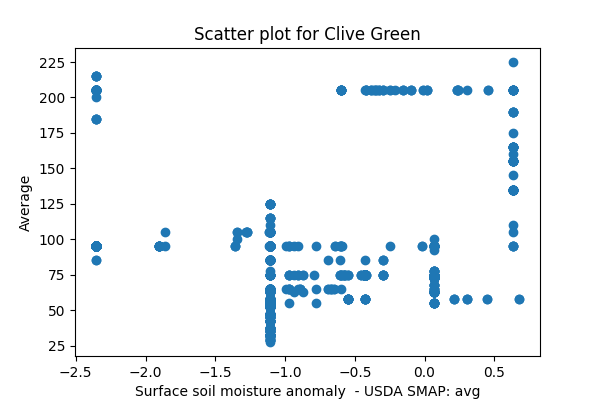 Scatter plot for Clive Green
225
200
175
150
125
100
75
50
25
Average
−2.5 −2.0 −1.5 −1.0 −0.5 0.0 0.5
Surface soil moisture anomaly  - USDA SMAP: avg